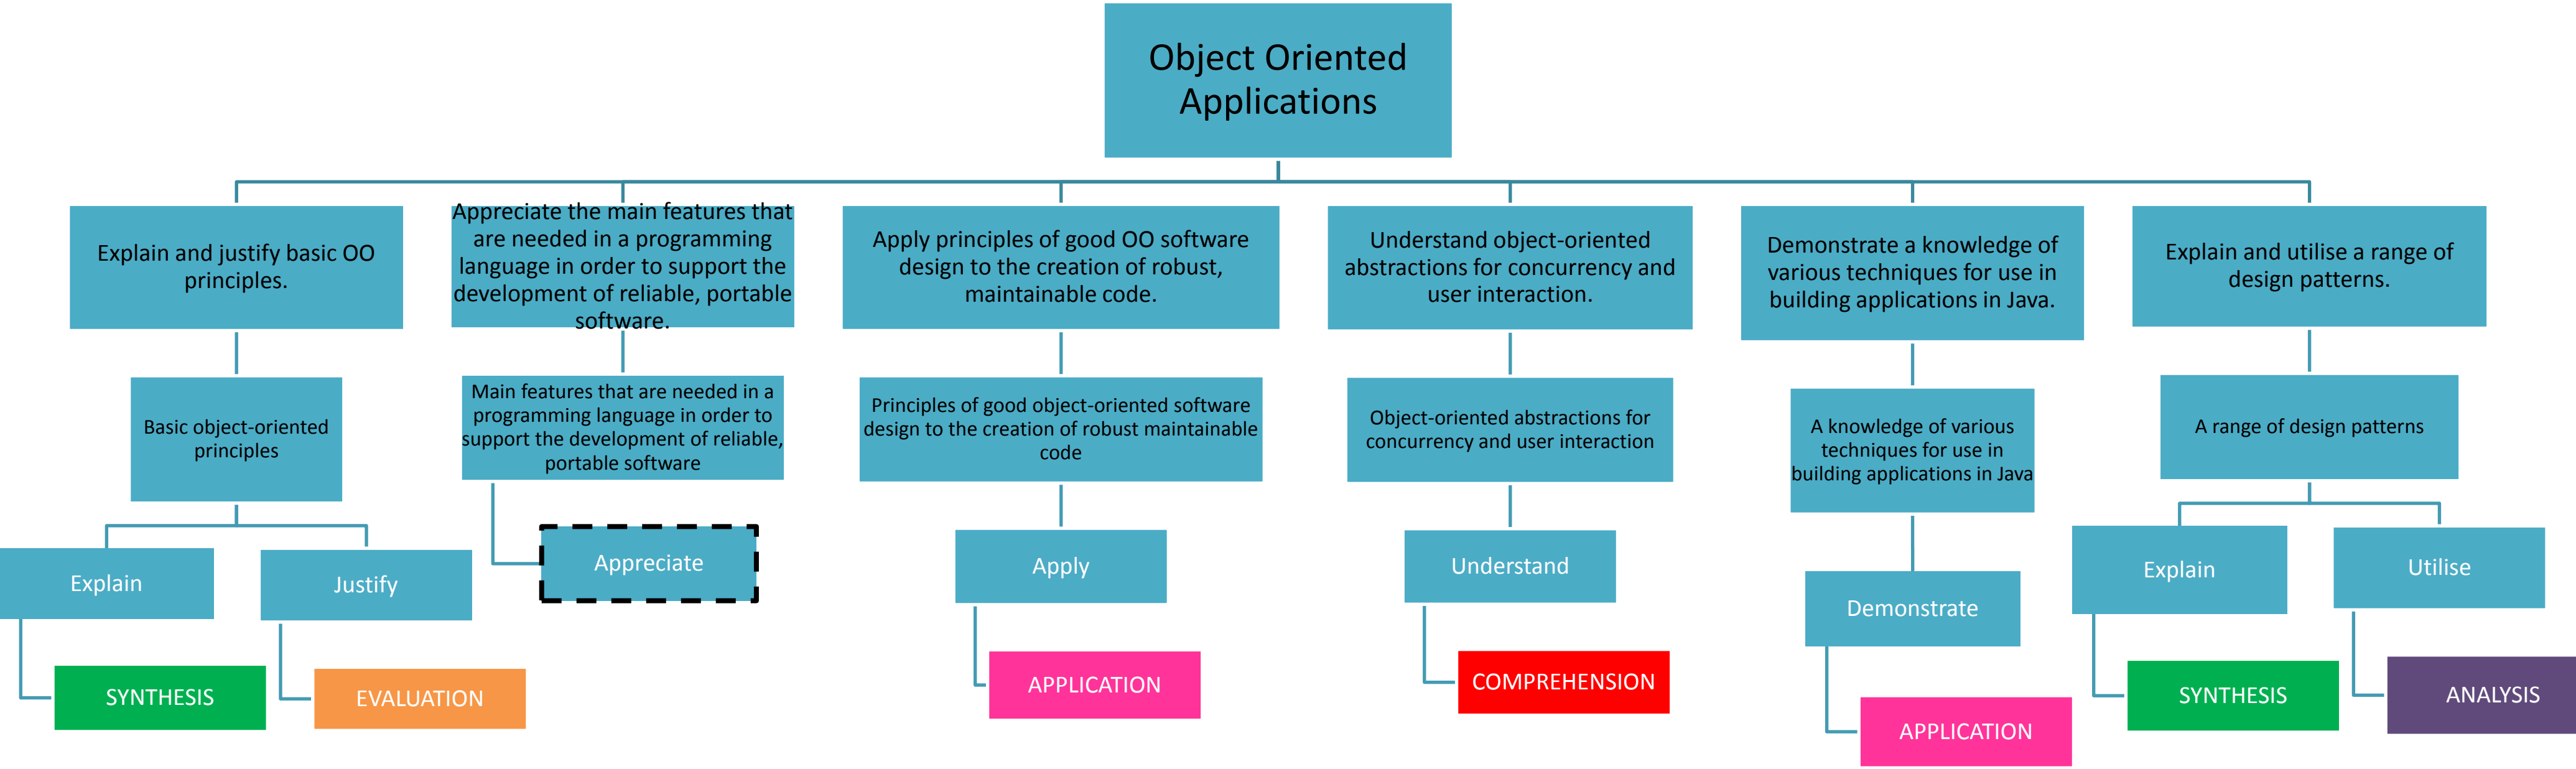 Object Oriented
Applications
Explain and justify basic OO
principles.
Appreciate the main features that
are needed in a programming
language in order to support the
development of reliable, portable
software.
Apply principles of good OO software
design to the creation of robust,
maintainable code.
Understand object-oriented
abstractions for concurrency and
user interaction.
Demonstrate a knowledge of
various techniques for use in
building applications in Java.
Explain and utilise a range of
design patterns.
Basic object-oriented
principles
Main features that are needed in a
programming language in order to
support the development of reliable,
portable software
Principles of good object-oriented software
design to the creation of robust maintainable
code
Object-oriented abstractions for
concurrency and user interaction
A knowledge of various
techniques for use in
building applications in Java
A range of design patterns
Explain
Justify
Appreciate
Apply
Understand
Demonstrate
Explain
Utilise
SYNTHESIS
EVALUATION
APPLICATION
COMPREHENSION
APPLICATION
SYNTHESIS
ANALYSIS